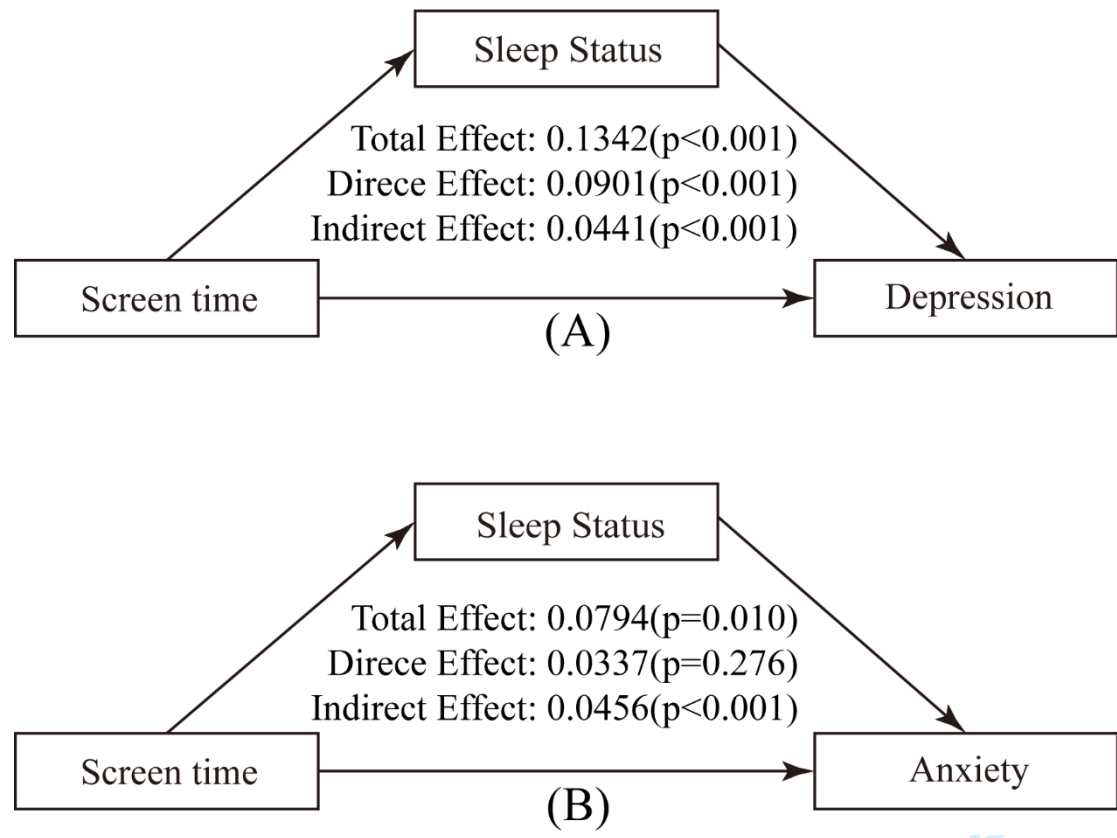 Sleep Status
Total Effect: 0.1342(p<0.001)
Direce Effect: 0.0901(p<0.001)
Indirect Effect: 0.0441(p<0.001)
Screen time
Depression
(A)
Sleep Status
Total Effect: 0.0794(p=0.010)
Direce Effect: 0.0337(p=0.276)
Indirect Effect: 0.0456(p<0.001)
Screen time
Anxiety
(B)